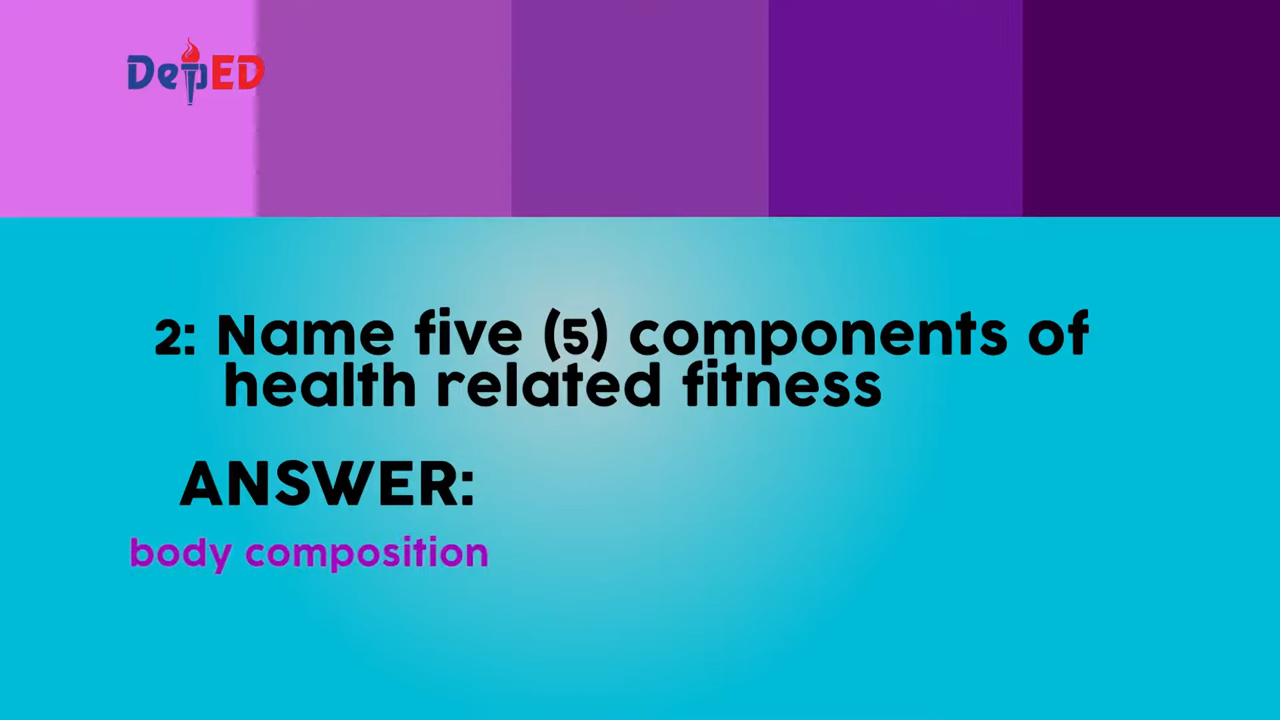 DepED
2: Name five (5) components of
health related fitness
ANSWER:
body composition